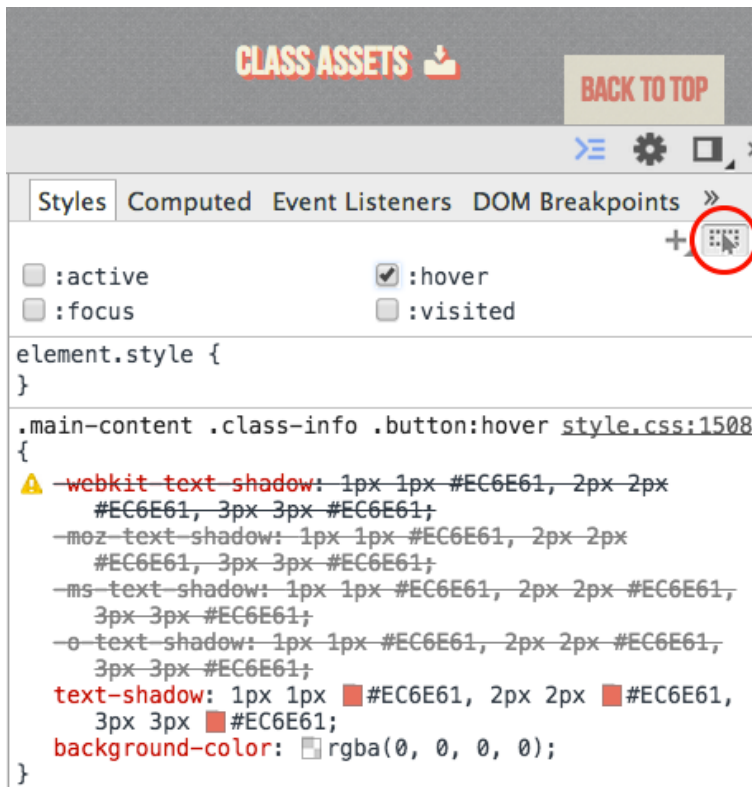 CLASS ASSETS
BACK TO TOP
Styles Computed Event Listeners DOM Breakpoints »
:active :hover
:focus :visited
element.style {
}
.main-content .class-info .button:hover style.css:1508
{
-webkit-text-shadow: 1px 1px #EC6E61, 2px 2px
#EC6E61, 3px 3px #EC6E61;
-moz-text-shadow: 1px 1px #EC6E61, 2px 2px
#EC6E61, 3px 3px #EC6E61;
-ms-text-shadow: 1px 1px #EC6E61, 2px 2px #EC6E61,
3px 3px #EC6E61;
-o-text-shadow: 1px 1px #EC6E61, 2px 2px #EC6E61,
3px 3px #EC6E61;
text-shadow: 1px 1px #EC6E61, 2px 2px #EC6E61,
3px 3px #EC6E61;
background-color: rgba(0, 0, 0, 0);
}